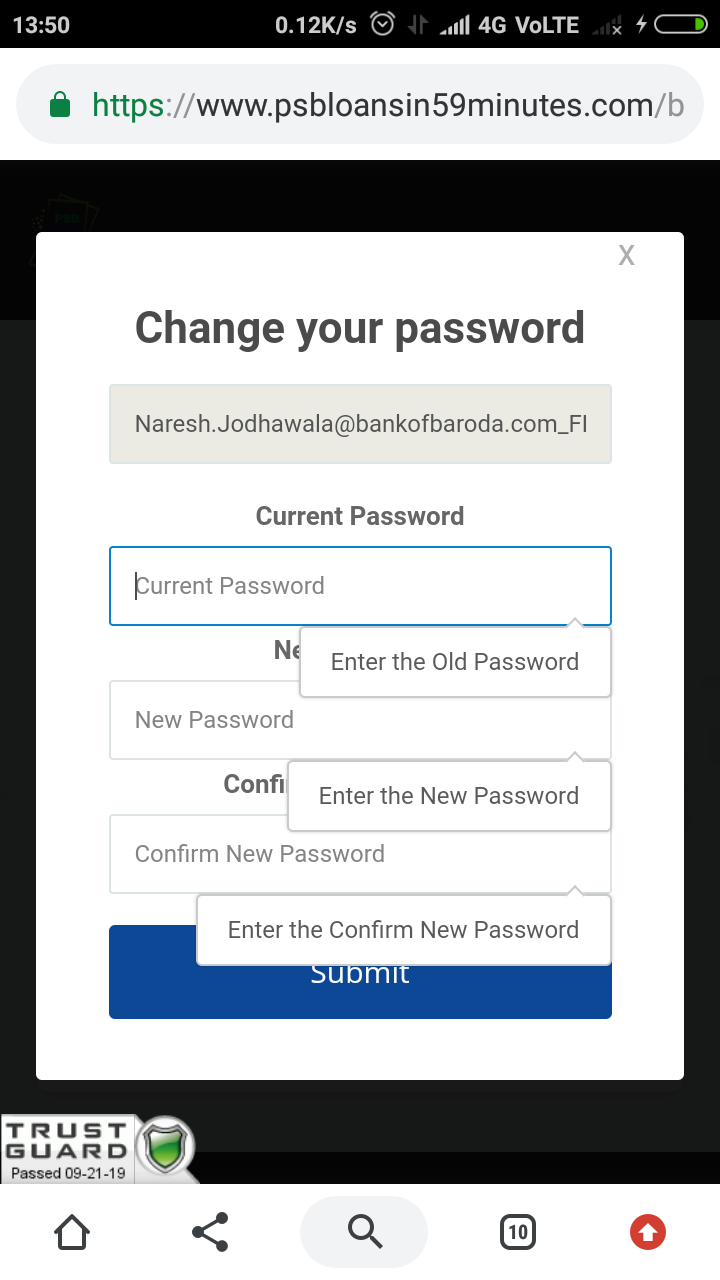 13:50 0.12K/s 4G VoLTE
https://www.psbloansin59minutes.com/b
PSB
X
Change your password
Naresh.Jodhawala@bankofbaroda.com_FI
Current Password
Current Password
Enter the Old Password
New Password
Enter the New Password
Confirm New Password
Enter the Confirm New Password
Submit
TRUST
GUARD
Passed 09-21-19
10